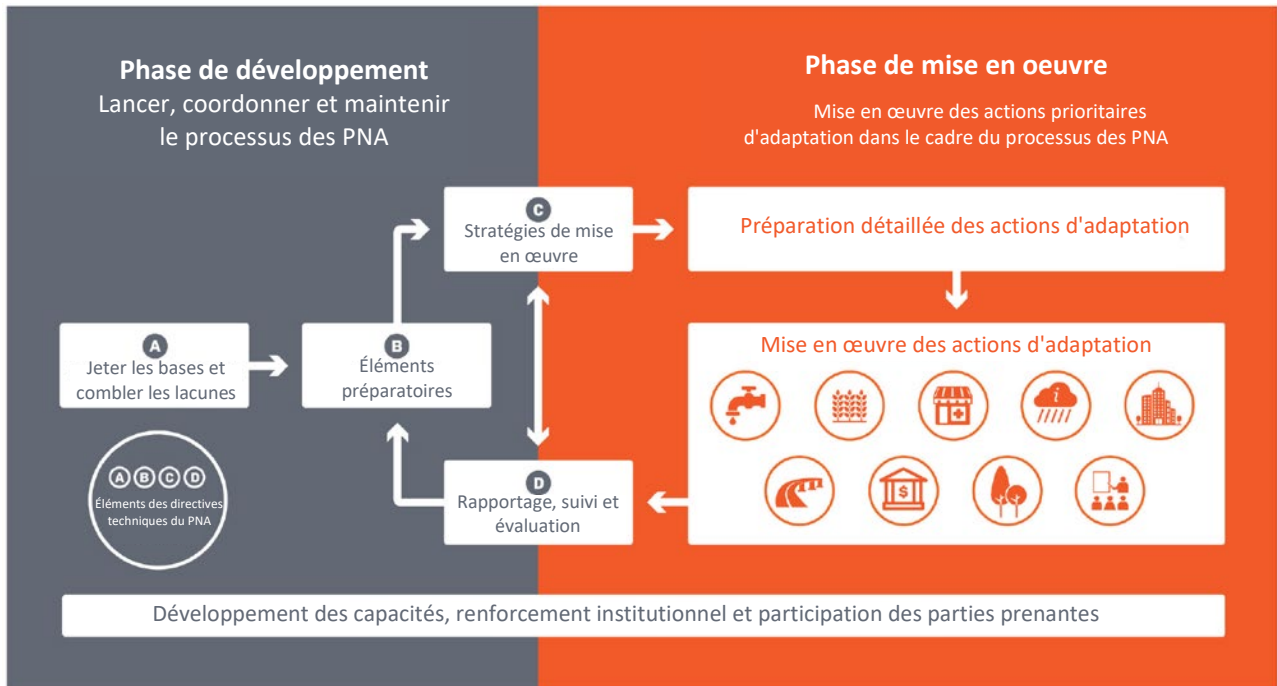 Phase de développement
Lancer, coordonner et maintenir
le processus des PNA
Phase de mise en oeuvre
Mise en œuvre des actions prioritaires
d'adaptation dans le cadre du processus des PNA
C
Stratégies de mise
en œuvre
Préparation détaillée des actions d'adaptation
A
Jeter les bases et
combler les lacunes
B
Éléments
préparatoires
Mise en œuvre des actions d'adaptation
i
$
A B C D
Éléments des directives
techniques du PNA
D
Rapportage, suivi et
évaluation
Développement des capacités, renforcement institutionnel et participation des parties prenantes